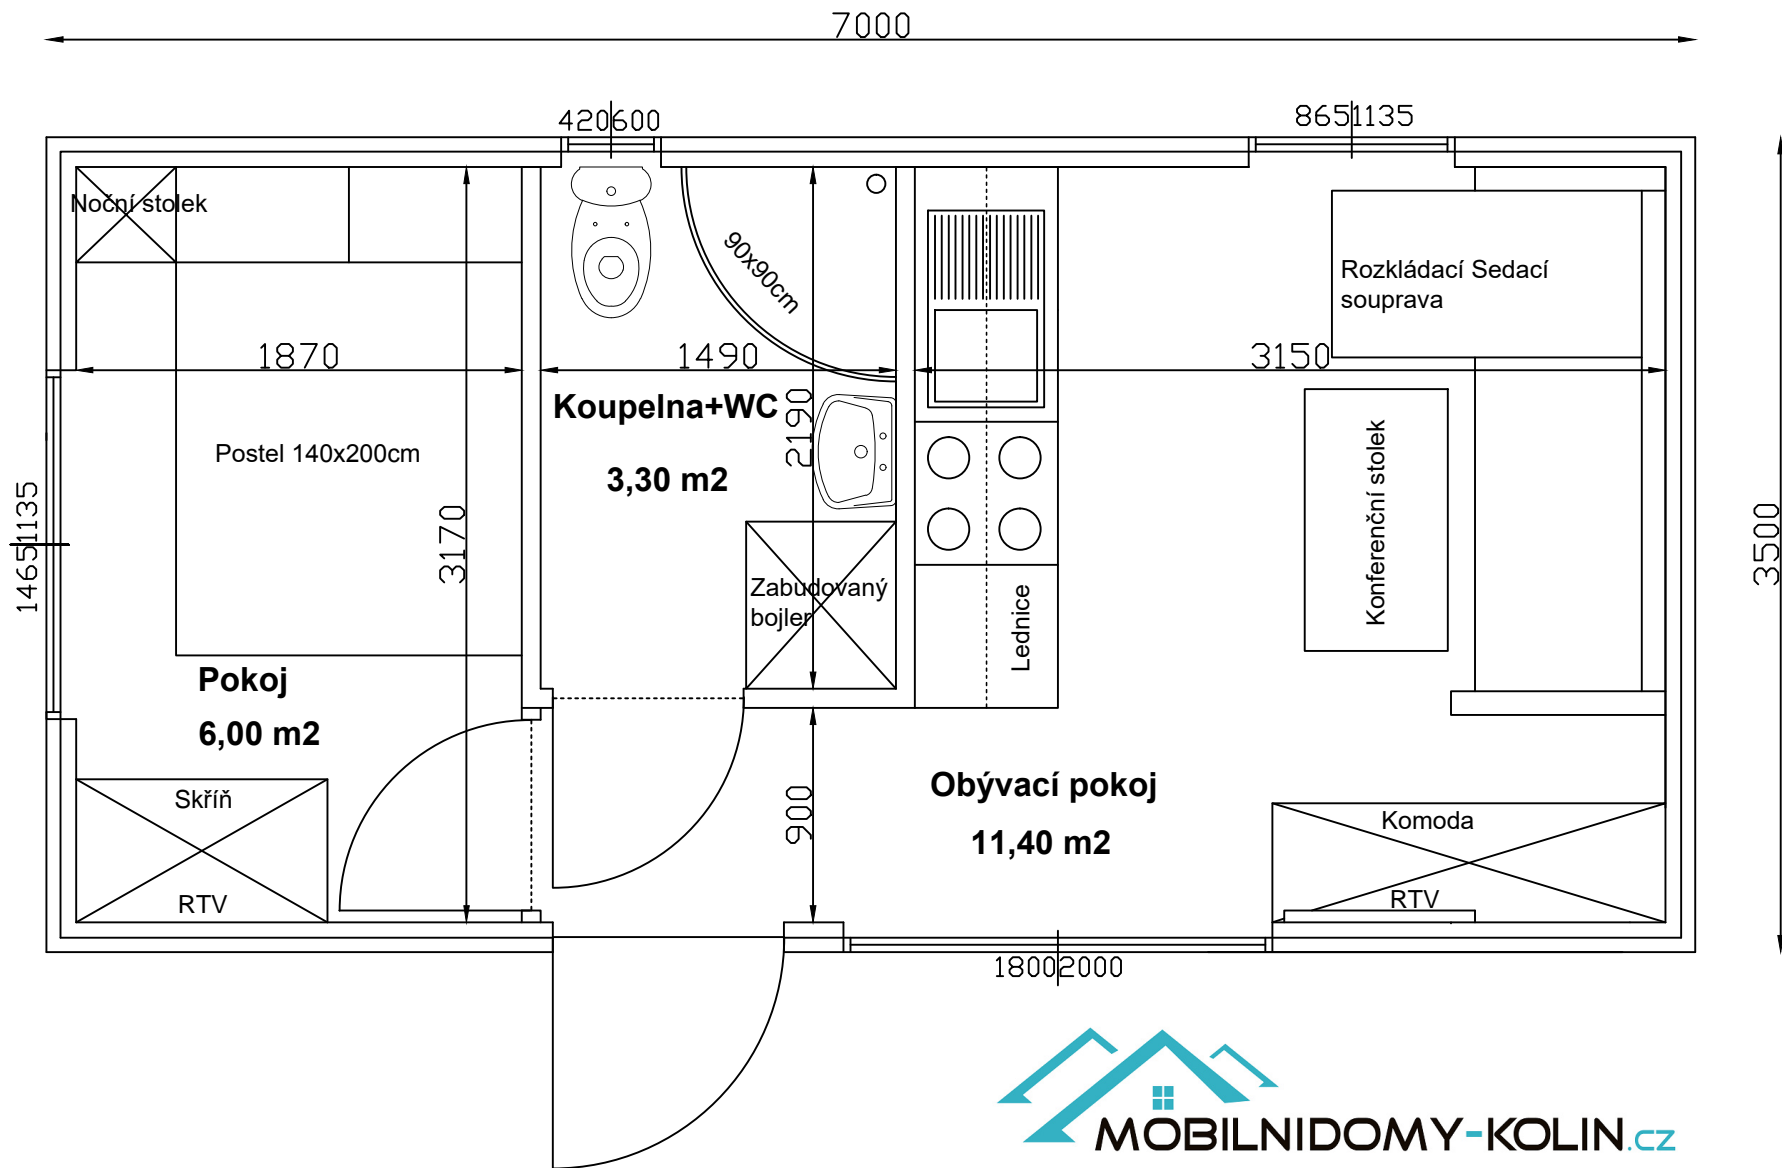 7000
420600
8651135
Noční stolek
90x90cm
Rozkládací Sedací
souprava
1870
1490
3150
Koupelna+WC
2190
3,30 m2
Postel 140x200cm
Konferenční stolek
14651135
3170
3500
Zabudovaný
bojler
Lednice
Pokoj
6,00 m2
Obývací pokoj
11,40 m2
900
Skříň
RTV
Komoda
RTV
18002000
MOBILNIDOMY-KOLIN.CZ